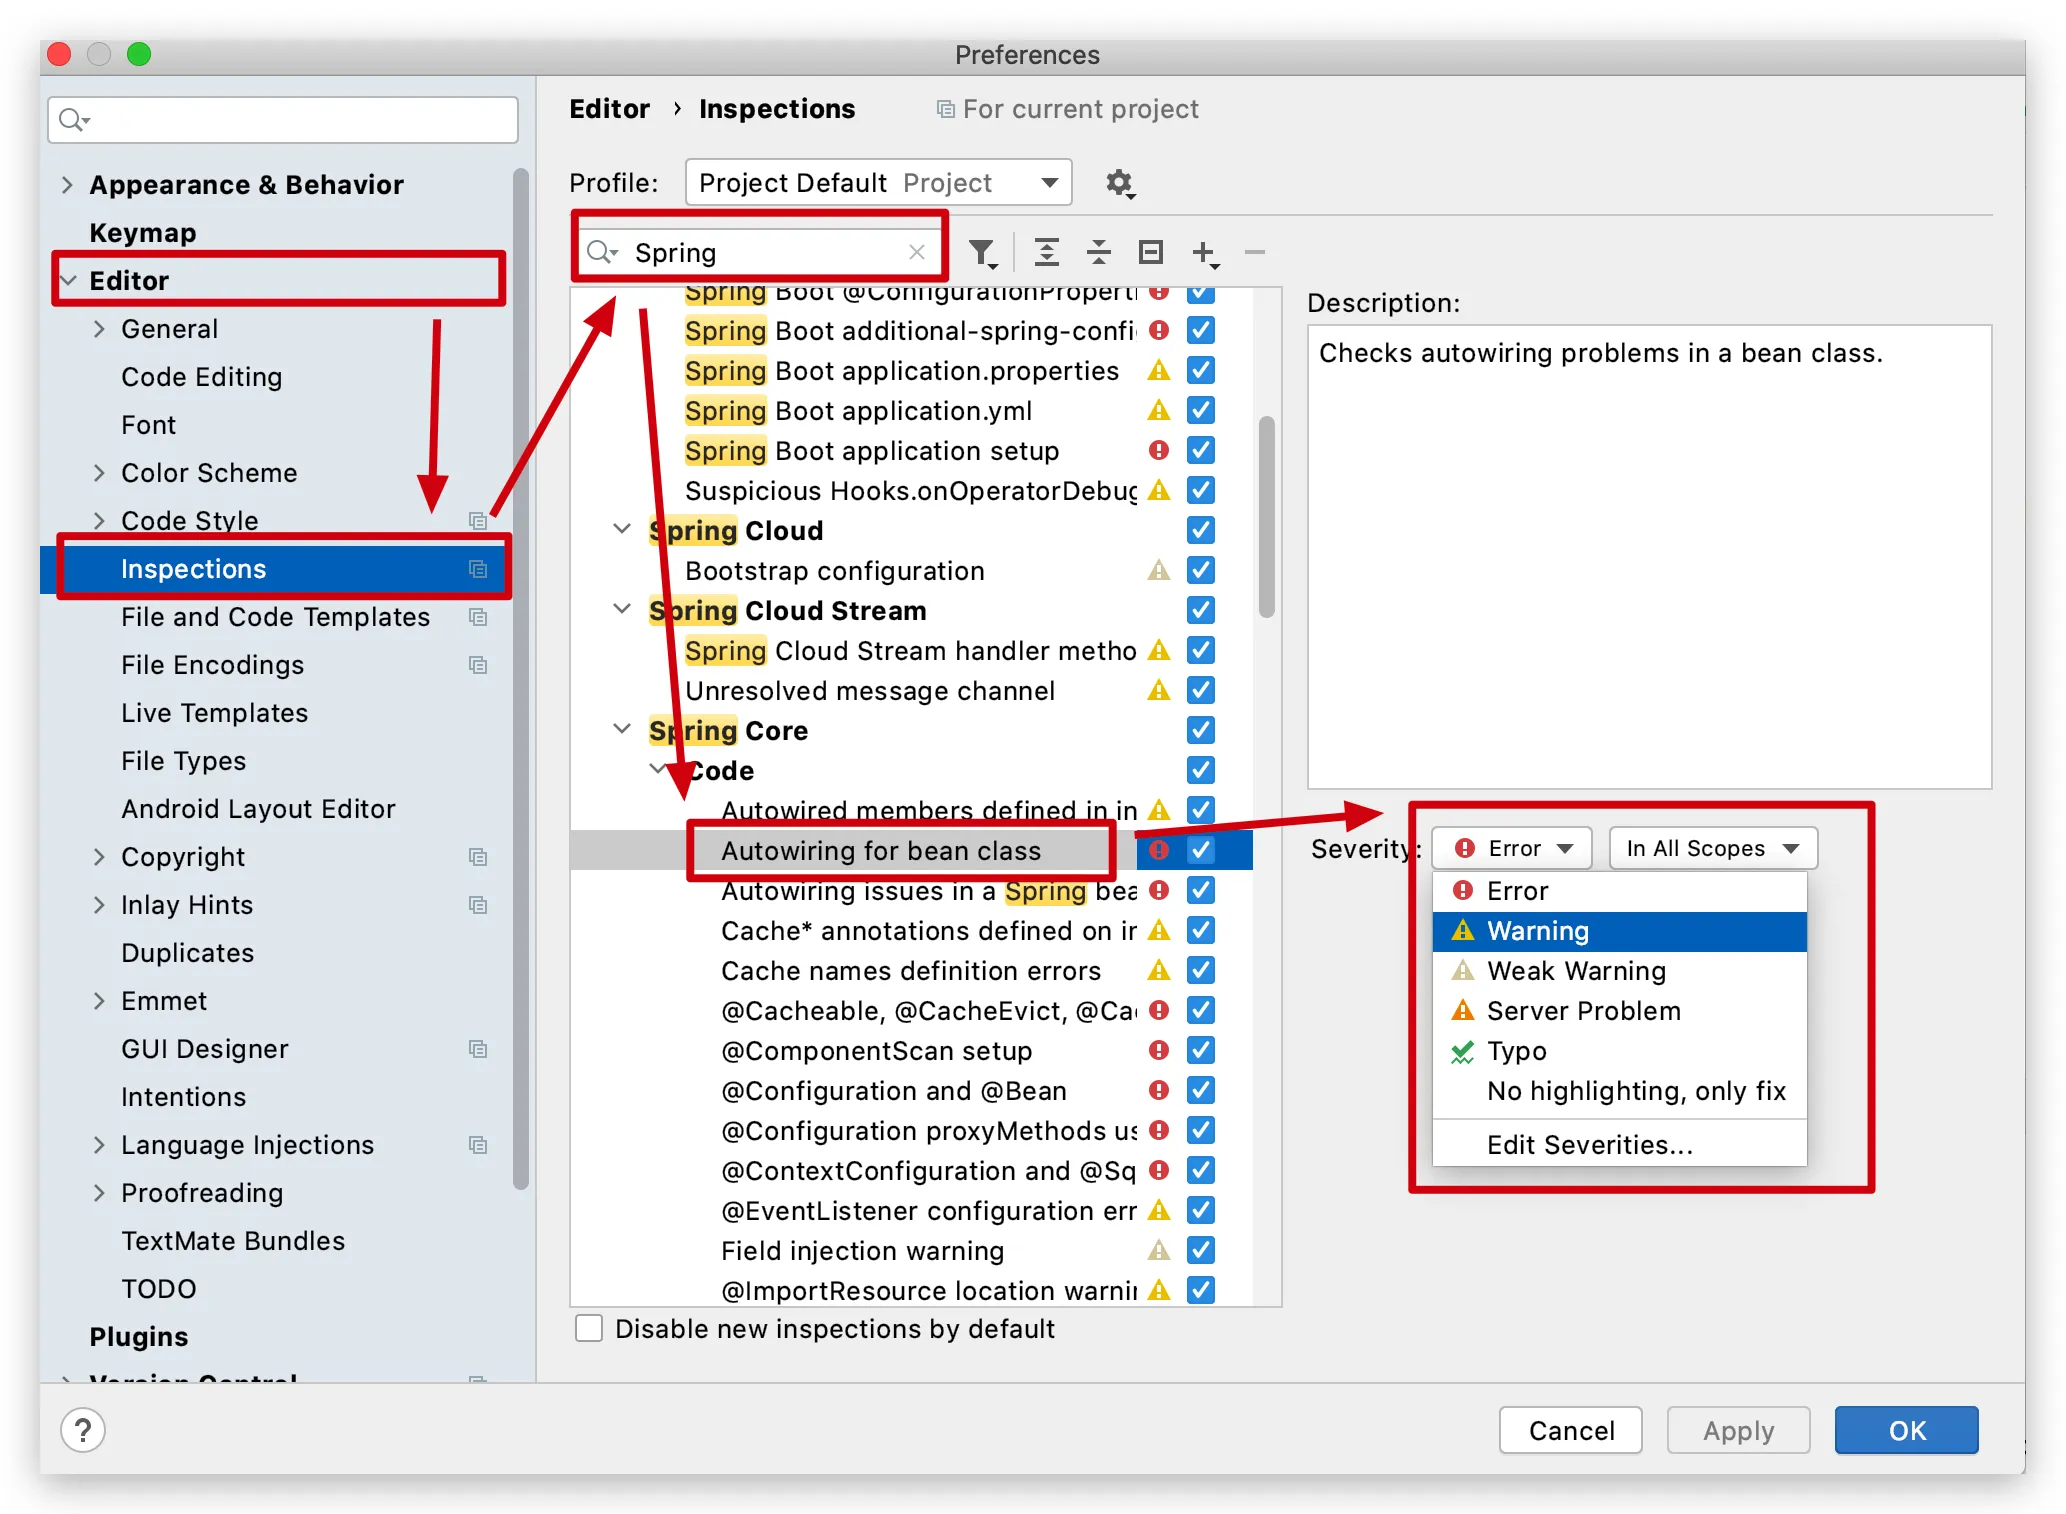 Preferences
Appearance & Behavior
Keymap
Editor
General
Code Editing
Font
Color Scheme
Code Style
Inspections
File and Code Templates
File Encodings
Live Templates
File Types
Android Layout Editor
Copyright
Inlay Hints
Duplicates
Emmet
GUI Designer
Intentions
Language Injections
Proofreading
TextMate Bundles
TODO
Plugins
Version Control
Editor › Inspections For current project
Profile: Project Default Project
Spring
Spring Boot @ConfigurationProperti
Spring Boot additional-spring-config
Spring Boot application.properties
Spring Boot application.yml
Spring Boot application setup
Suspicious Hooks.onOperatorDebug
Spring Cloud
Bootstrap configuration
Spring Cloud Stream
Spring Cloud Stream handler metho
Unresolved message channel
Spring Core
Code
Autowired members defined in in
Autowiring for bean class
Autowiring issues in a Spring bea
Cache* annotations defined on in
Cache names definition errors
@Cacheable, @CacheEvict, @Cac
@ComponentScan setup
@Configuration and @Bean
@Configuration proxyMethods us
@ContextConfiguration and @Sq
@EventListener configuration err
Field injection warning
@ImportResource location warnin
Disable new inspections by default
Description:
Checks autowiring problems in a bean class.
Severity: Error In All Scopes
Error
Warning
Weak Warning
Server Problem
Typo
No highlighting, only fix
Edit Severities...
?
Cancel Apply OK